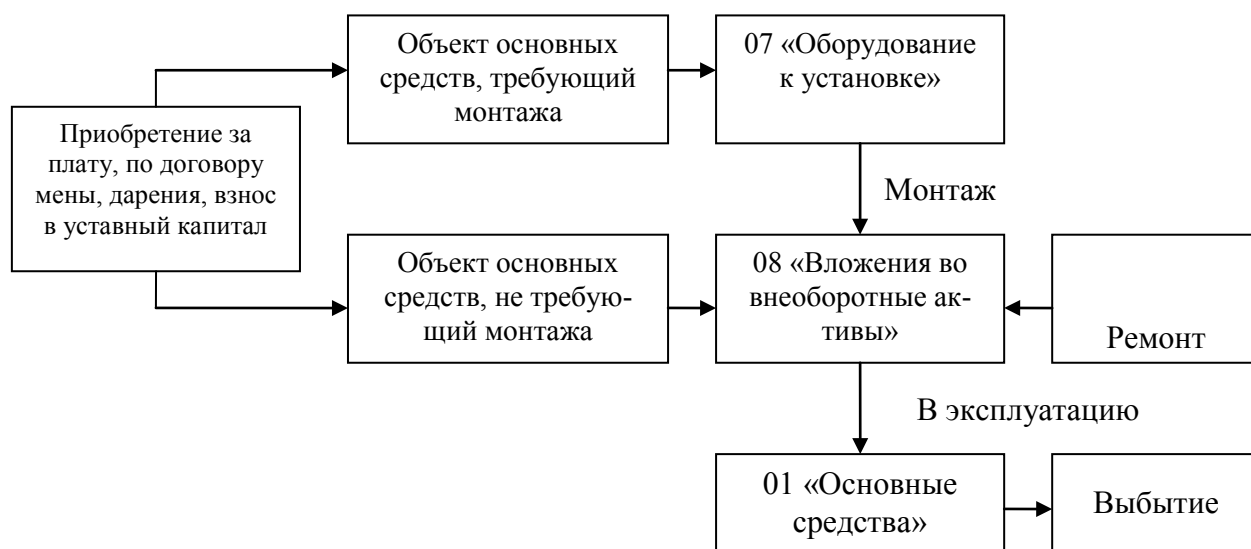 Объект основных
средств, требующий
монтажа
07 «Оборудование
к установке»
Приобретение за
плату, по договору
мены, дарения, взнос
в уставный капитал
Монтаж
Объект основных
средств, не требую-
щий монтажа
08 «Вложения во
внеоборотные ак-
тивы»
Ремонт
В эксплуатацию
01 «Основные
средства»
Выбытие